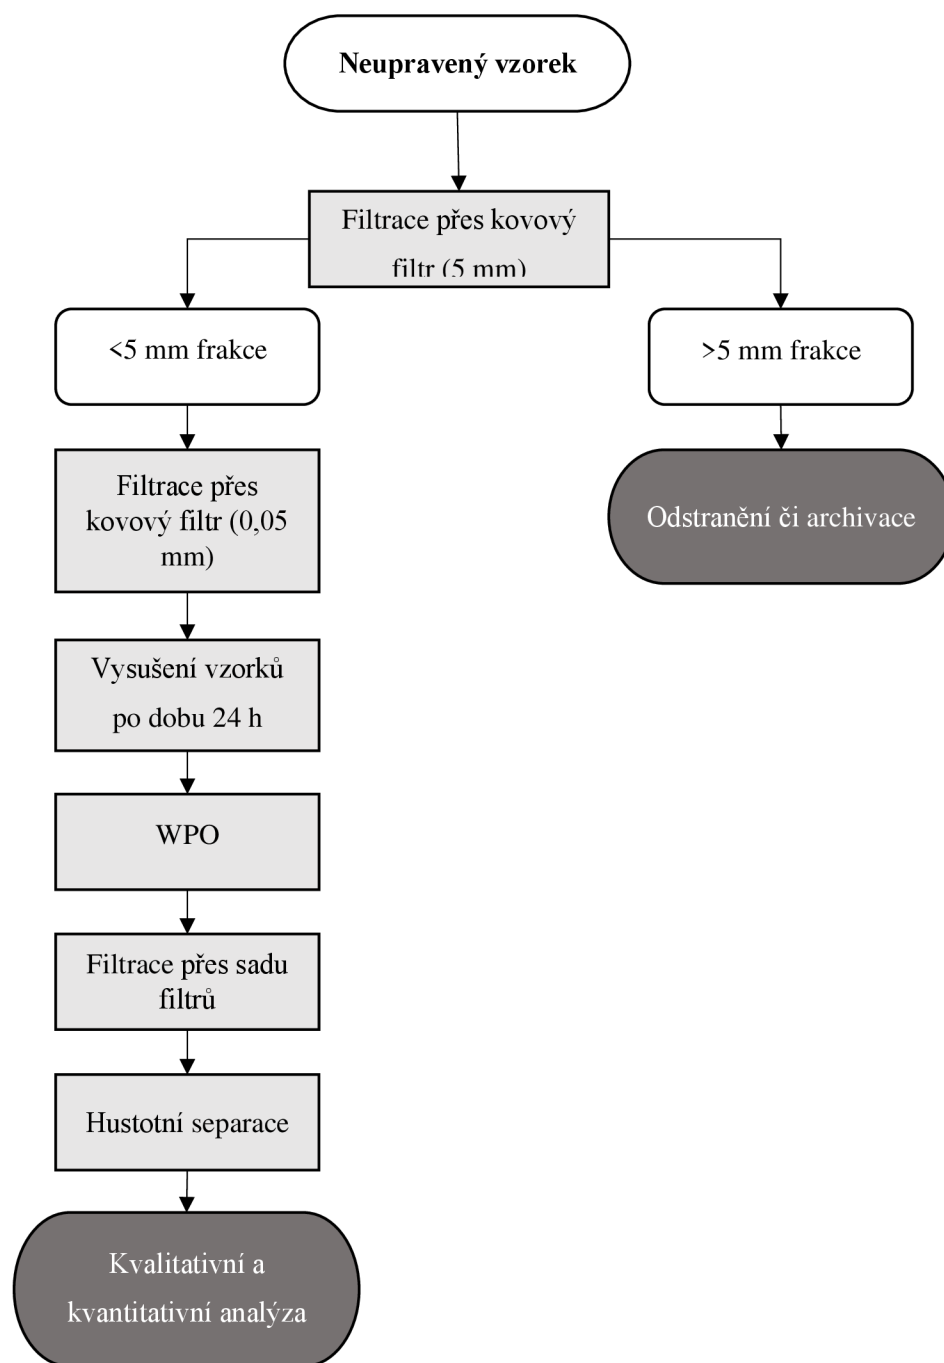 Neupravený vzorek
Filtrace přes kovový
filtr (5 mm)
<5 mm frakce
>5 mm frakce
Filtrace přes
kovový filtr (0,05
mm)
Odstranění či archivace
Vysušení vzorků
po dobu 24 h
WPO
Filtrace přes sadu
filtrů
Hustotní separace
Kvalitativní a
kvantitativní analýza